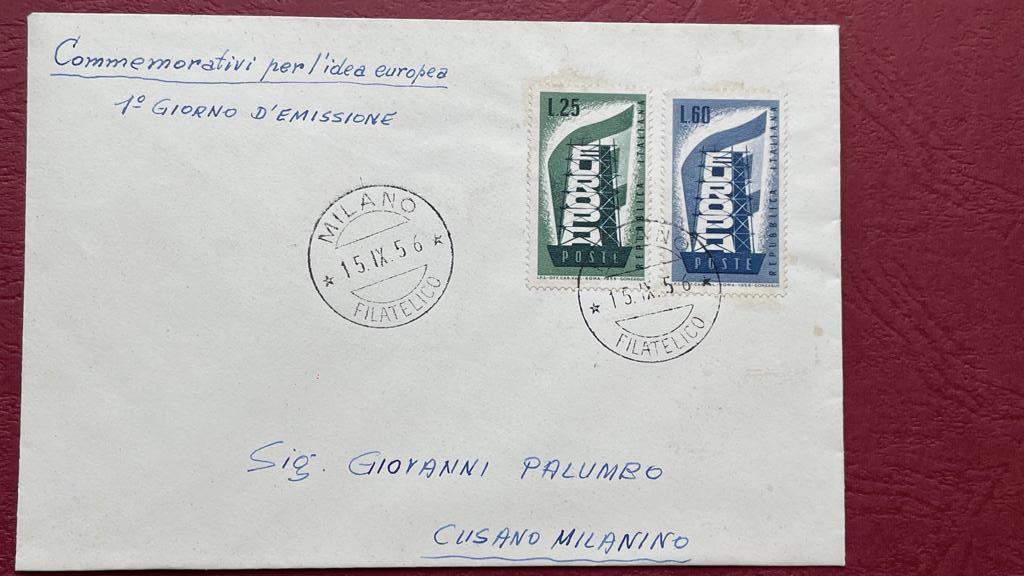 Commemorativi per l'idea europea
1º GIORNO D'EMISSIONE
L.25
EUROPA
POSTE
REPUBBLICA ITALIANA
L.60
EUROPA
POSTE
REPUBBLICA ITALIANA
MILANO
15.IX.56
FILATELICO
15.IX.56
FILATELICO
Sig. GIOVANNI PALUMBO
CUSANO MILANINO